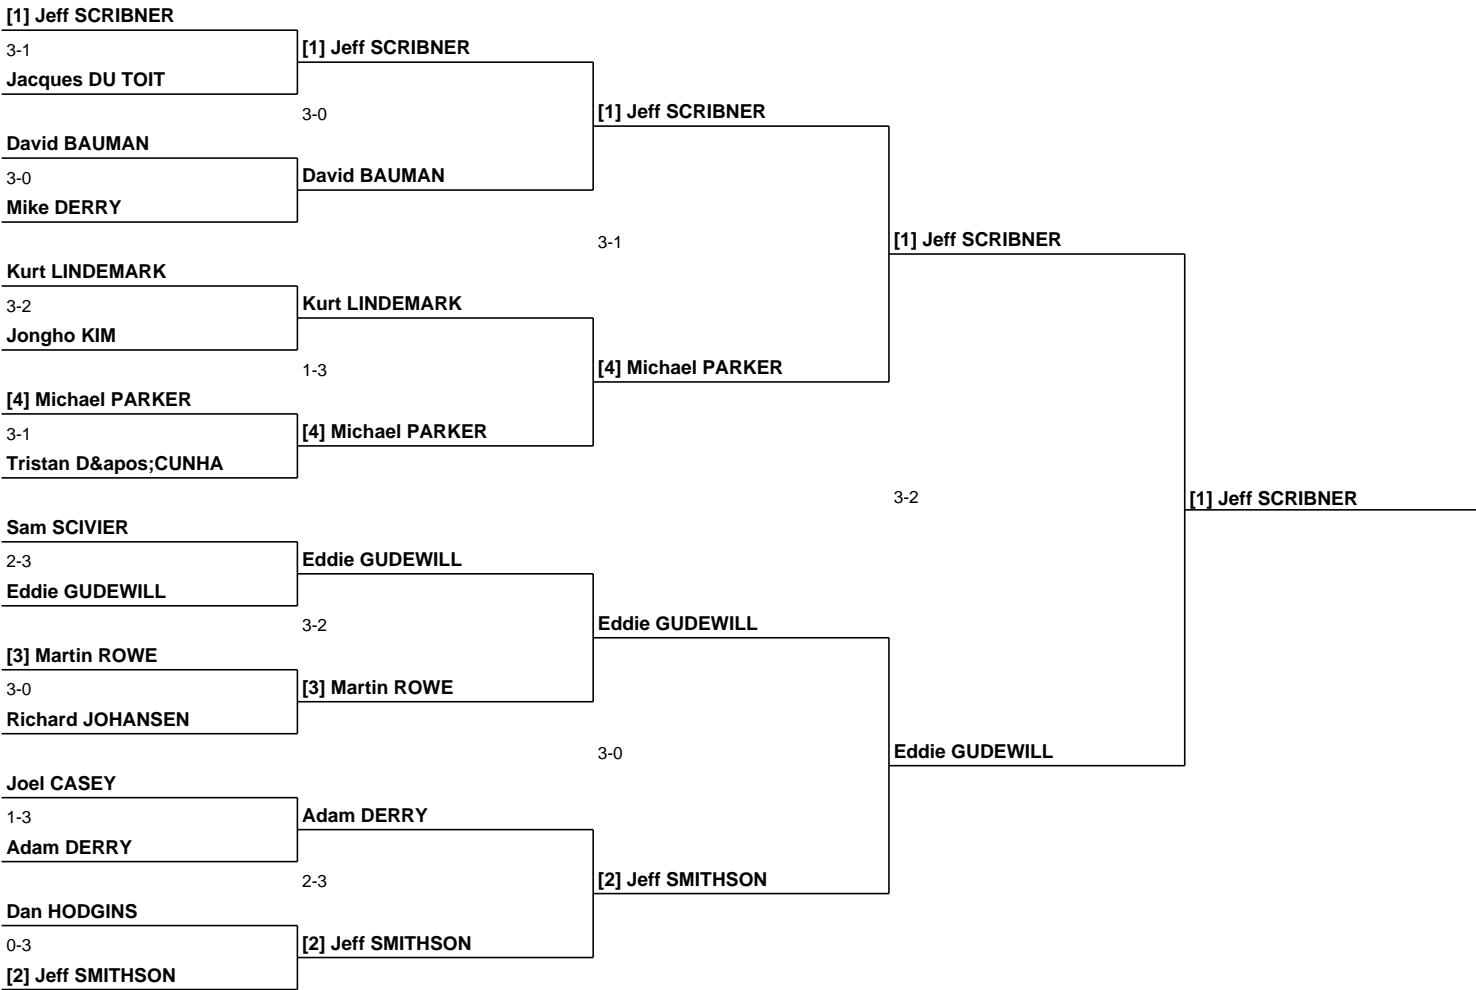 [1] Jeff SCRIBNER
3-1
[1] Jeff SCRIBNER
Jacques DU TOIT
3-0
[1] Jeff SCRIBNER
David BAUMAN
3-0
David BAUMAN
Mike DERRY
3-1
[1] Jeff SCRIBNER
Kurt LINDEMARK
3-2
Kurt LINDEMARK
Jongho KIM
1-3
[4] Michael PARKER
[4] Michael PARKER
3-1
[4] Michael PARKER
Tristan D&apos;CUNHA
3-2
[1] Jeff SCRIBNER
Sam SCIVIER
2-3
Eddie GUDEWILL
Eddie GUDEWILL
3-2
Eddie GUDEWILL
[3] Martin ROWE
3-0
[3] Martin ROWE
Richard JOHANSEN
3-0
Eddie GUDEWILL
Joel CASEY
1-3
Adam DERRY
Adam DERRY
2-3
[2] Jeff SMITHSON
Dan HODGINS
0-3
[2] Jeff SMITHSON
[2] Jeff SMITHSON